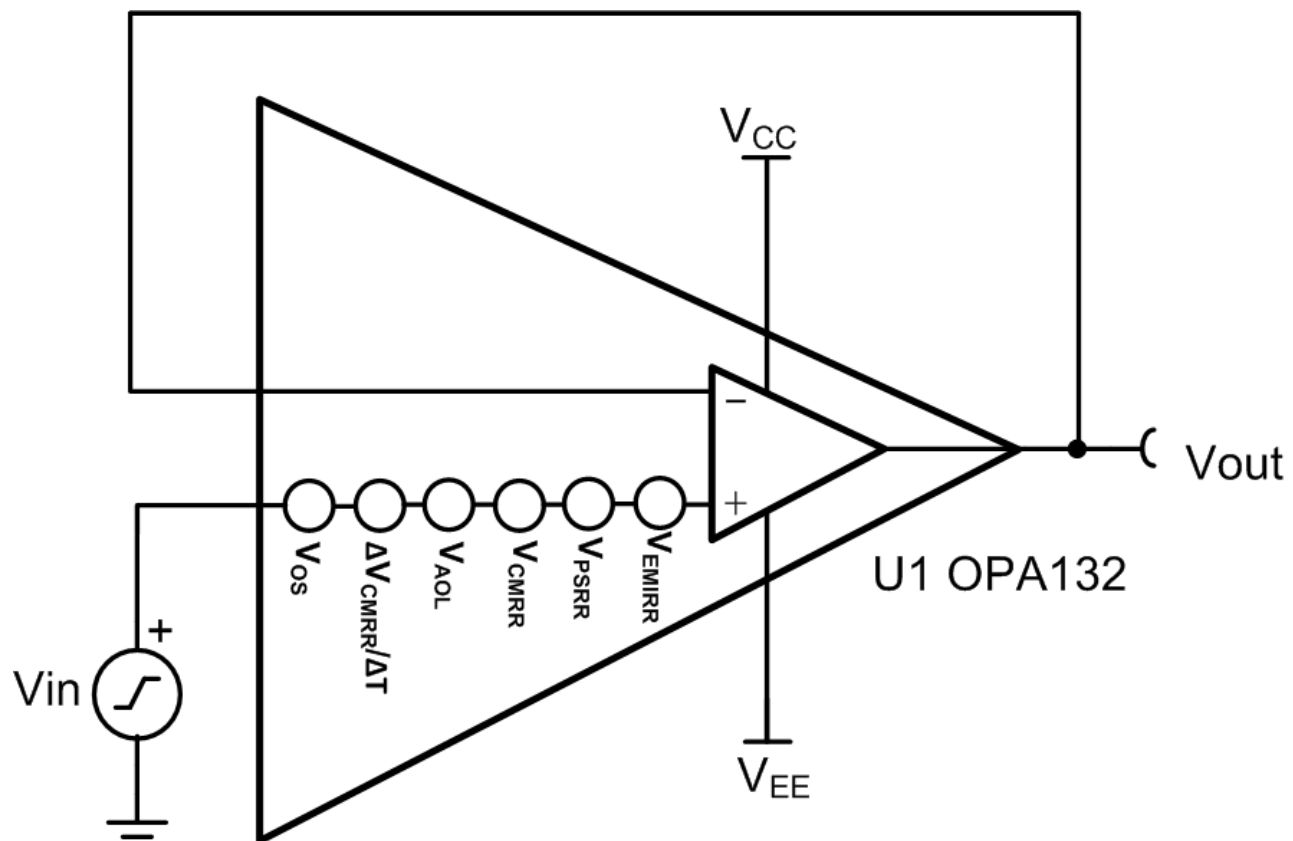 VCC
−
Vout
+
VOS
ΔVCMRR/ΔT
VAOL
VCMRR
VPSRR
VEMIRR
U1 OPA132
+
Vin
VEE